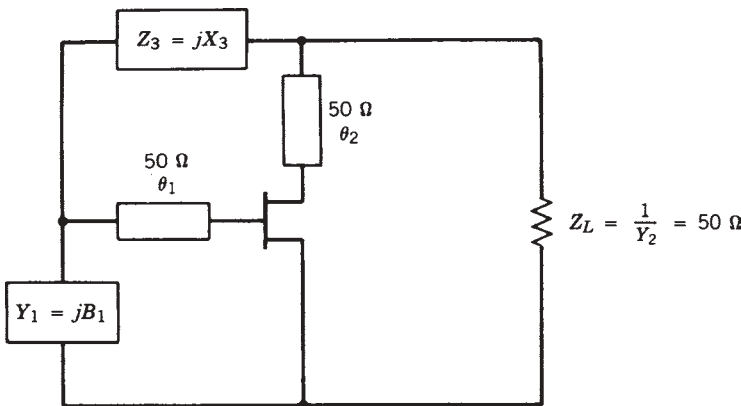 Z3 = jX3
50 Ω
θ2
50 Ω
θ1
ZL = 1/Y2 = 50 Ω
Y1 = jB1